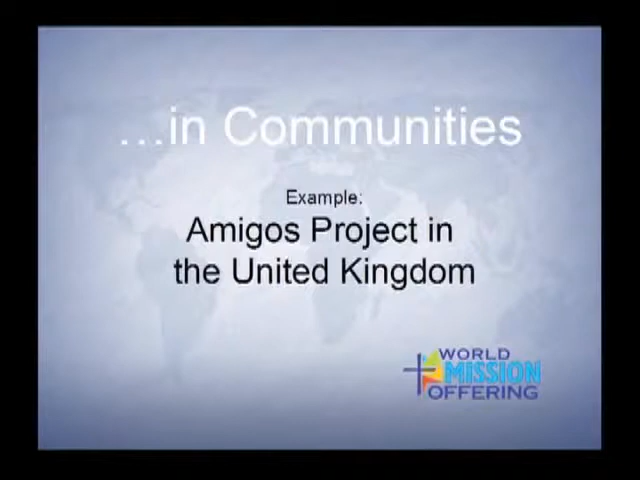 …in Communities
Example:
Amigos Project in
the United Kingdom
WORLD
MISSION
OFFERING